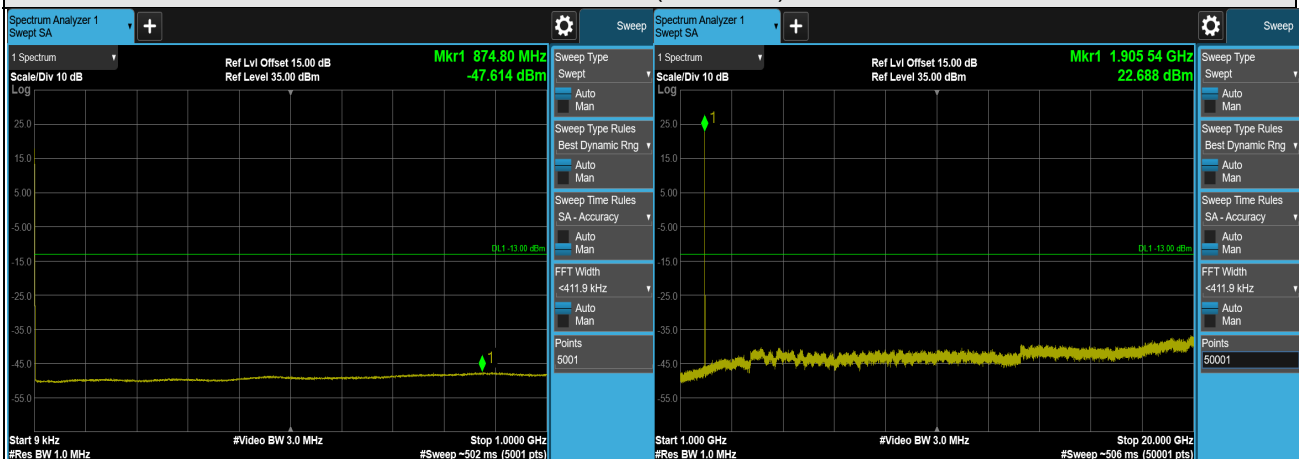 Spectrum Analyzer 1
Swept SA
+
Sweep
1 Spectrum
Ref Lvl Offset 15.00 dB
Mkr1 874.80 MHz
Scale/Div 10 dB
Ref Level 35.00 dBm
-47.614 dBm
Log
25.0
15.0
5.00
-5.00
DL1 -13.00 dBm
-15.0
-25.0
-35.0
1
-45.0
-55.0
Start 9 kHz
#Video BW 3.0 MHz
Stop 1.0000 GHz
#Res BW 1.0 MHz
#Sweep ~502 ms (5001 pts)
Sweep Type
Swept
Auto
Man
Sweep Type Rules
Best Dynamic Rng
Auto
Man
Sweep Time Rules
SA - Accuracy
Auto
Man
FFT Width
<411.9 kHz
Auto
Man
Points
5001
Spectrum Analyzer 1
Swept SA
+
Sweep
1 Spectrum
Ref Lvl Offset 15.00 dB
Mkr1 1.905 54 GHz
Scale/Div 10 dB
Ref Level 35.00 dBm
22.688 dBm
Log
1
25.0
15.0
5.00
-5.00
DL1 -13.00 dBm
-15.0
-25.0
-35.0
-45.0
-55.0
Start 1.000 GHz
#Video BW 3.0 MHz
Stop 20.000 GHz
#Res BW 1.0 MHz
#Sweep ~506 ms (50001 pts)
Sweep Type
Swept
Auto
Man
Sweep Type Rules
Best Dynamic Rng
Auto
Man
Sweep Time Rules
SA - Accuracy
Auto
Man
FFT Width
<411.9 kHz
Auto
Man
Points
50001